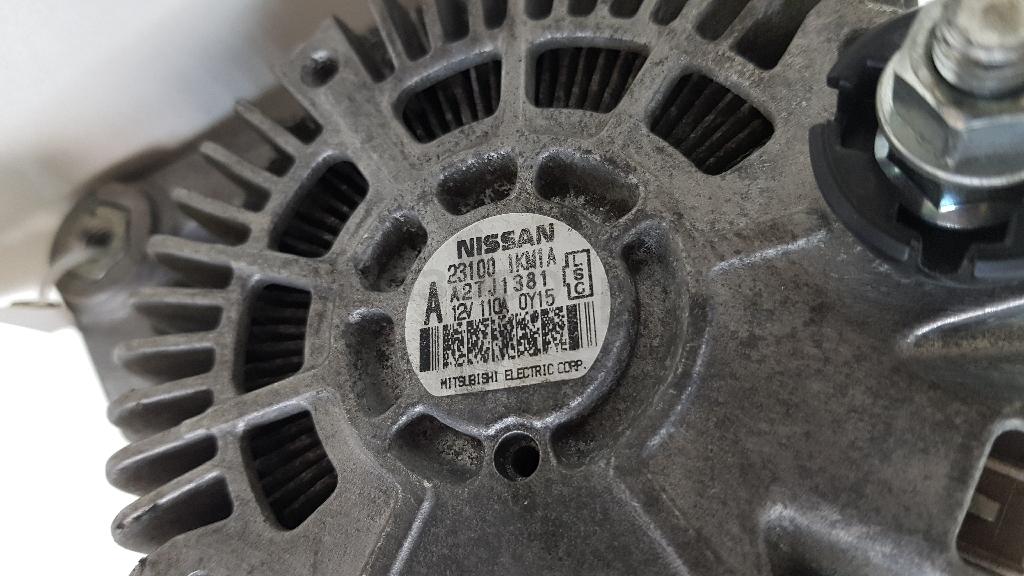 NISSAN
23100 1KM1A
A A2TJ1381
12V 110A 0Y15
LSC
MITSUBISHI ELECTRIC CORP.